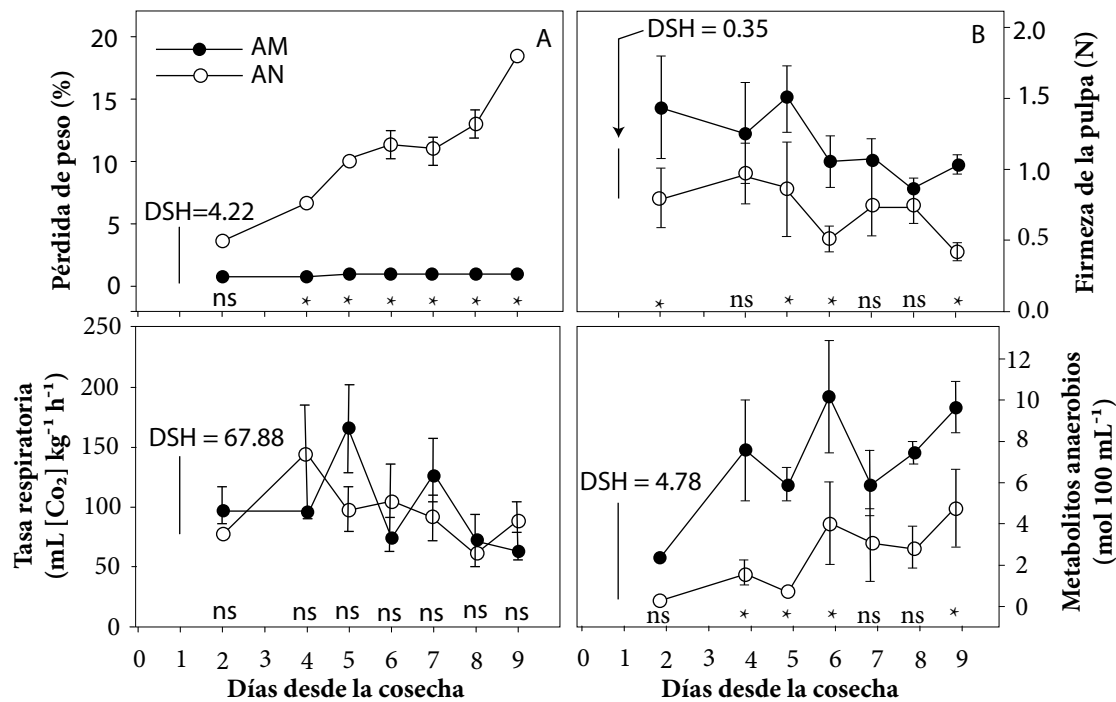 Pérdida de peso (%)
20
15
10
5
0
AM
AN
A
DSH=4.22
ns * * * * * *
DSH = 0.35
B
2.0
1.5
1.0
0.5
0.0
Firmeza de la pulpa (N)
* ns * * ns ns *
Tasa respiratoria
(mL [Co₂] kg⁻¹ h⁻¹)
250
200
150
100
50
0
DSH = 67.88
ns ns ns ns ns ns ns
0 1 2 3 4 5 6 7 8 9
Días desde la cosecha
DSH = 4.78
12
10
8
6
4
2
0
Metabolitos anaerobios
(mol 100 mL⁻¹)
ns * * * ns ns *
0 1 2 3 4 5 6 7 8 9
Días desde la cosecha